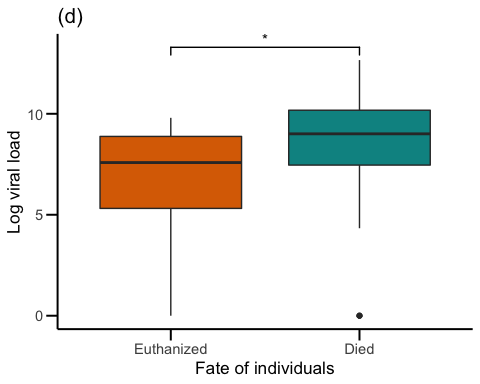 (d)
*
Log viral load
10
5
0
Euthanized Died
Fate of individuals